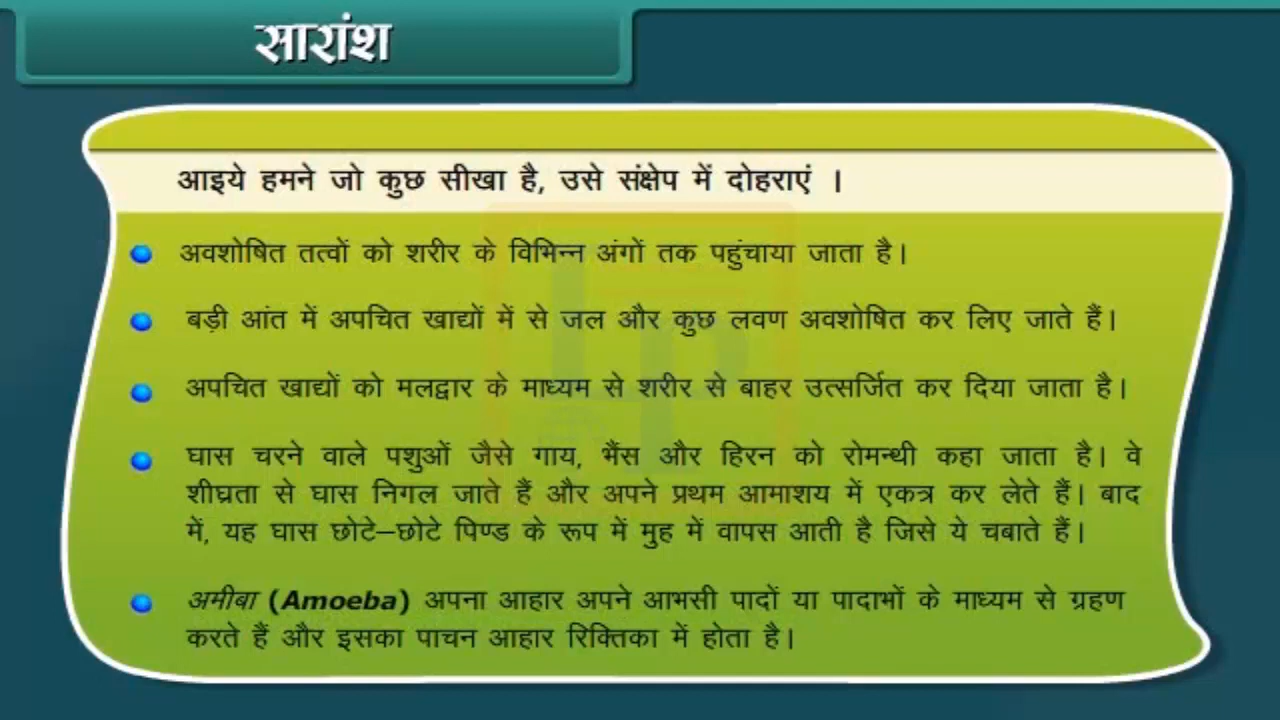 सारांश
आइये हमने जो कुछ सीखा है, उसे संक्षेप में दोहराएं ।
अवशोषित तत्वों को शरीर के विभिन्न अंगों तक पहुंचाया जाता है।
बड़ी आंत में अपचित खाद्यों में से जल और कुछ लवण अवशोषित कर लिए जाते हैं।
अपचित खाद्यों को मलद्वार के माध्यम से शरीर से बाहर उत्सर्जित कर दिया जाता है।
घास चरने वाले पशुओं जैसे गाय, भैंस और हिरन को रोमन्थी कहा जाता है। वे
शीघ्रता से घास निगल जाते हैं और अपने प्रथम आमाशय में एकत्र कर लेते हैं। बाद
में, यह घास छोटे–छोटे पिण्ड के रूप में मुह में वापस आती है जिसे ये चबाते हैं।
अमीबा (Amoeba) अपना आहार अपने आभसी पादों या पादाभों के माध्यम से ग्रहण
करते हैं और इसका पाचन आहार रिक्तिका में होता है।